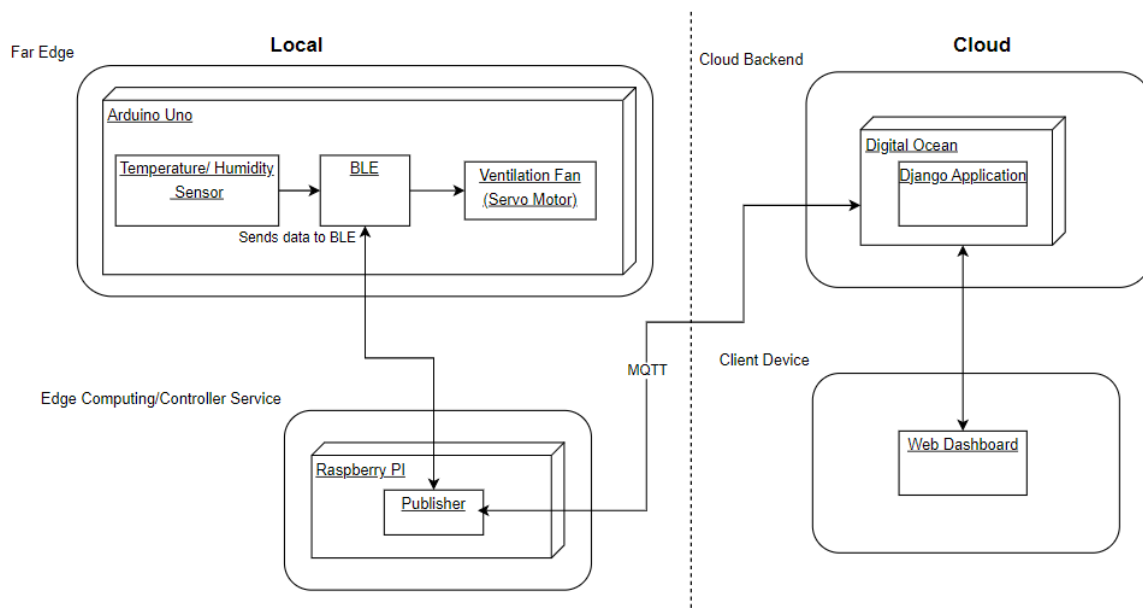 Local
Cloud
Far Edge
Cloud Backend
Arduino Uno
Temperature/ Humidity
Sensor
BLE
Ventilation Fan
(Servo Motor)
Sends data to BLE
Digital Ocean
Django Application
MQTT
Client Device
Edge Computing/Controller Service
Web Dashboard
Raspberry PI
Publisher